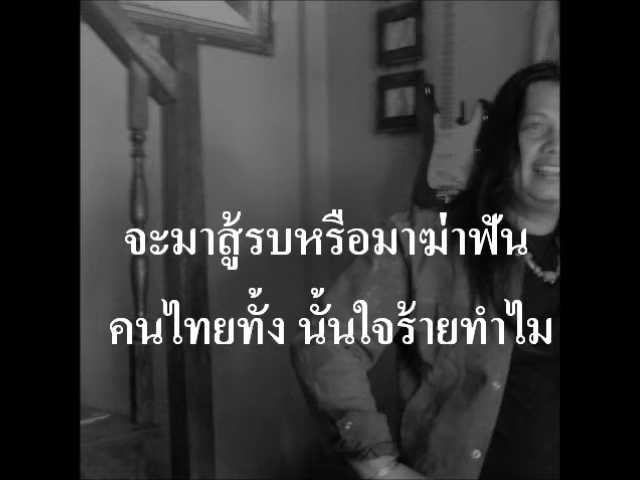 จะมาสู้รบหรือมาฆ่าฟัน
คนไทยทั้ง นั้นใจร้ายทำไม